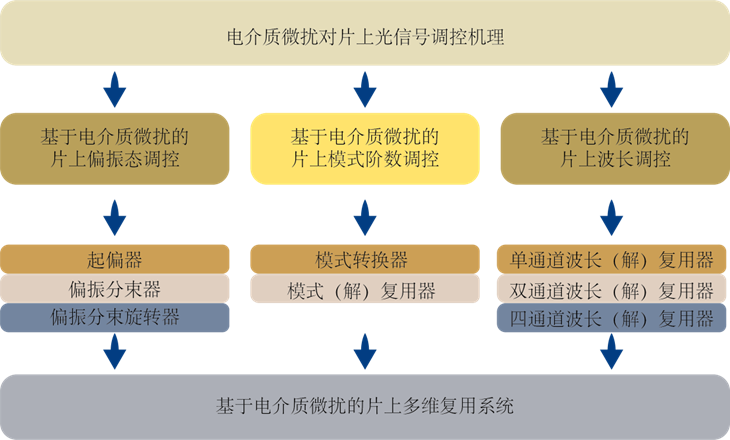 电介质微扰对片上光信号调控机理
基于电介质微扰的
片上偏振态调控
基于电介质微扰的
片上模式阶数调控
基于电介质微扰的
片上波长调控
起偏器
偏振分束器
偏振分束旋转器
模式转换器
模式（解）复用器
单通道波长（解）复用器
双通道波长（解）复用器
四通道波长（解）复用器
基于电介质微扰的片上多维复用系统